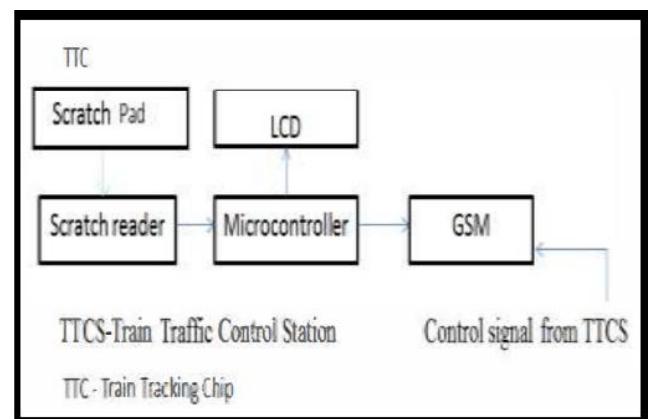 TTC
Scratch Pad
LCD
Scratch reader
Microcontroller
GSM
TTCS-Train Traffic Control Station
Control signal from TTCS
TTC - Train Tracking Chip